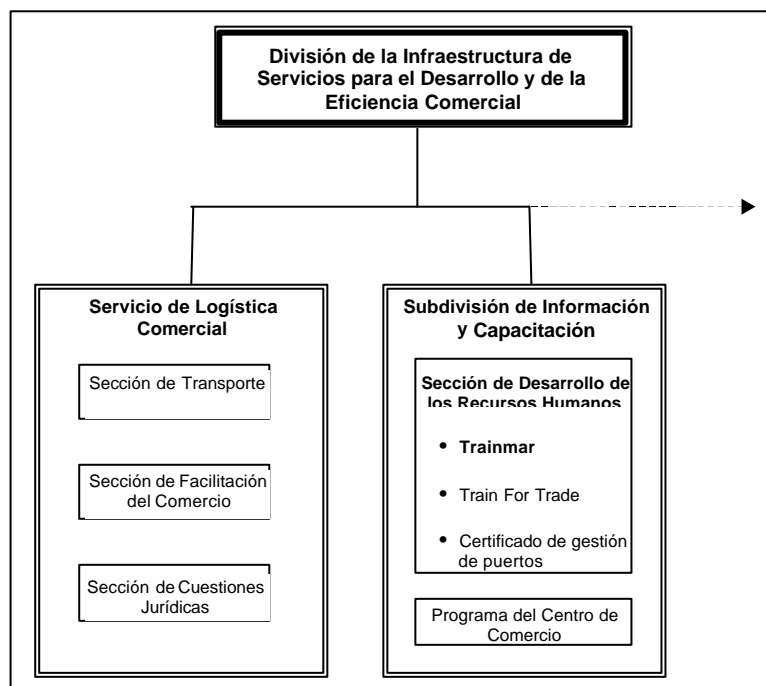 División de la Infraestructura de
Servicios para el Desarrollo y de la
Eficiencia Comercial
Servicio de Logística
Comercial
Sección de Transporte
Sección de Facilitación
del Comercio
Sección de Cuestiones
Jurídicas
Subdivisión de Información
y Capacitación
Sección de Desarrollo de
los Recursos Humanos
• Trainmar
• Train For Trade
• Certificado de gestión
de puertos
Programa del Centro de
Comercio